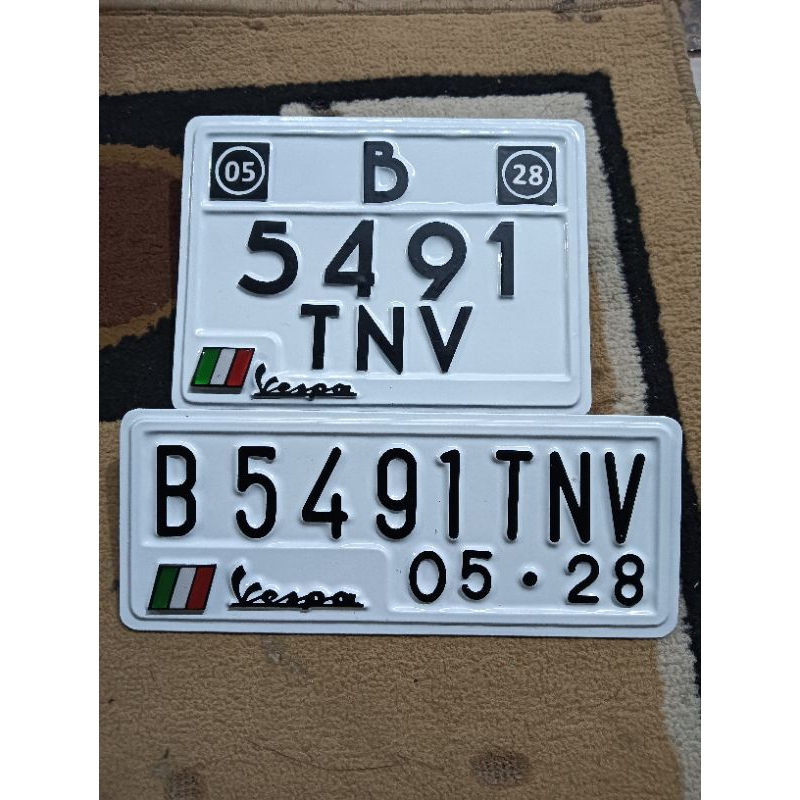 05 B 28
5491
TNV
Vespa
B 5491 TNV
Vespa 05 • 28